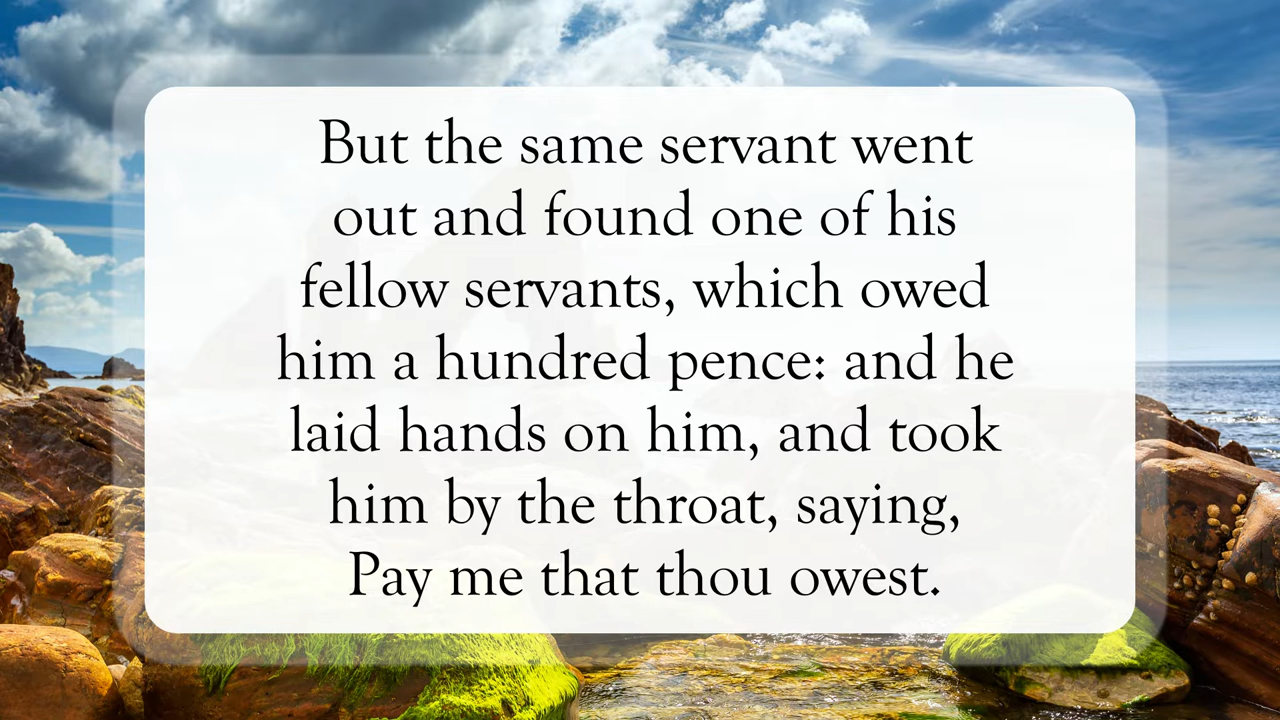 But the same servant went
out and found one of his
fellow servants, which owed
him a hundred pence: and he
laid hands on him, and took
him by the throat, saying,
Pay me that thou owest.